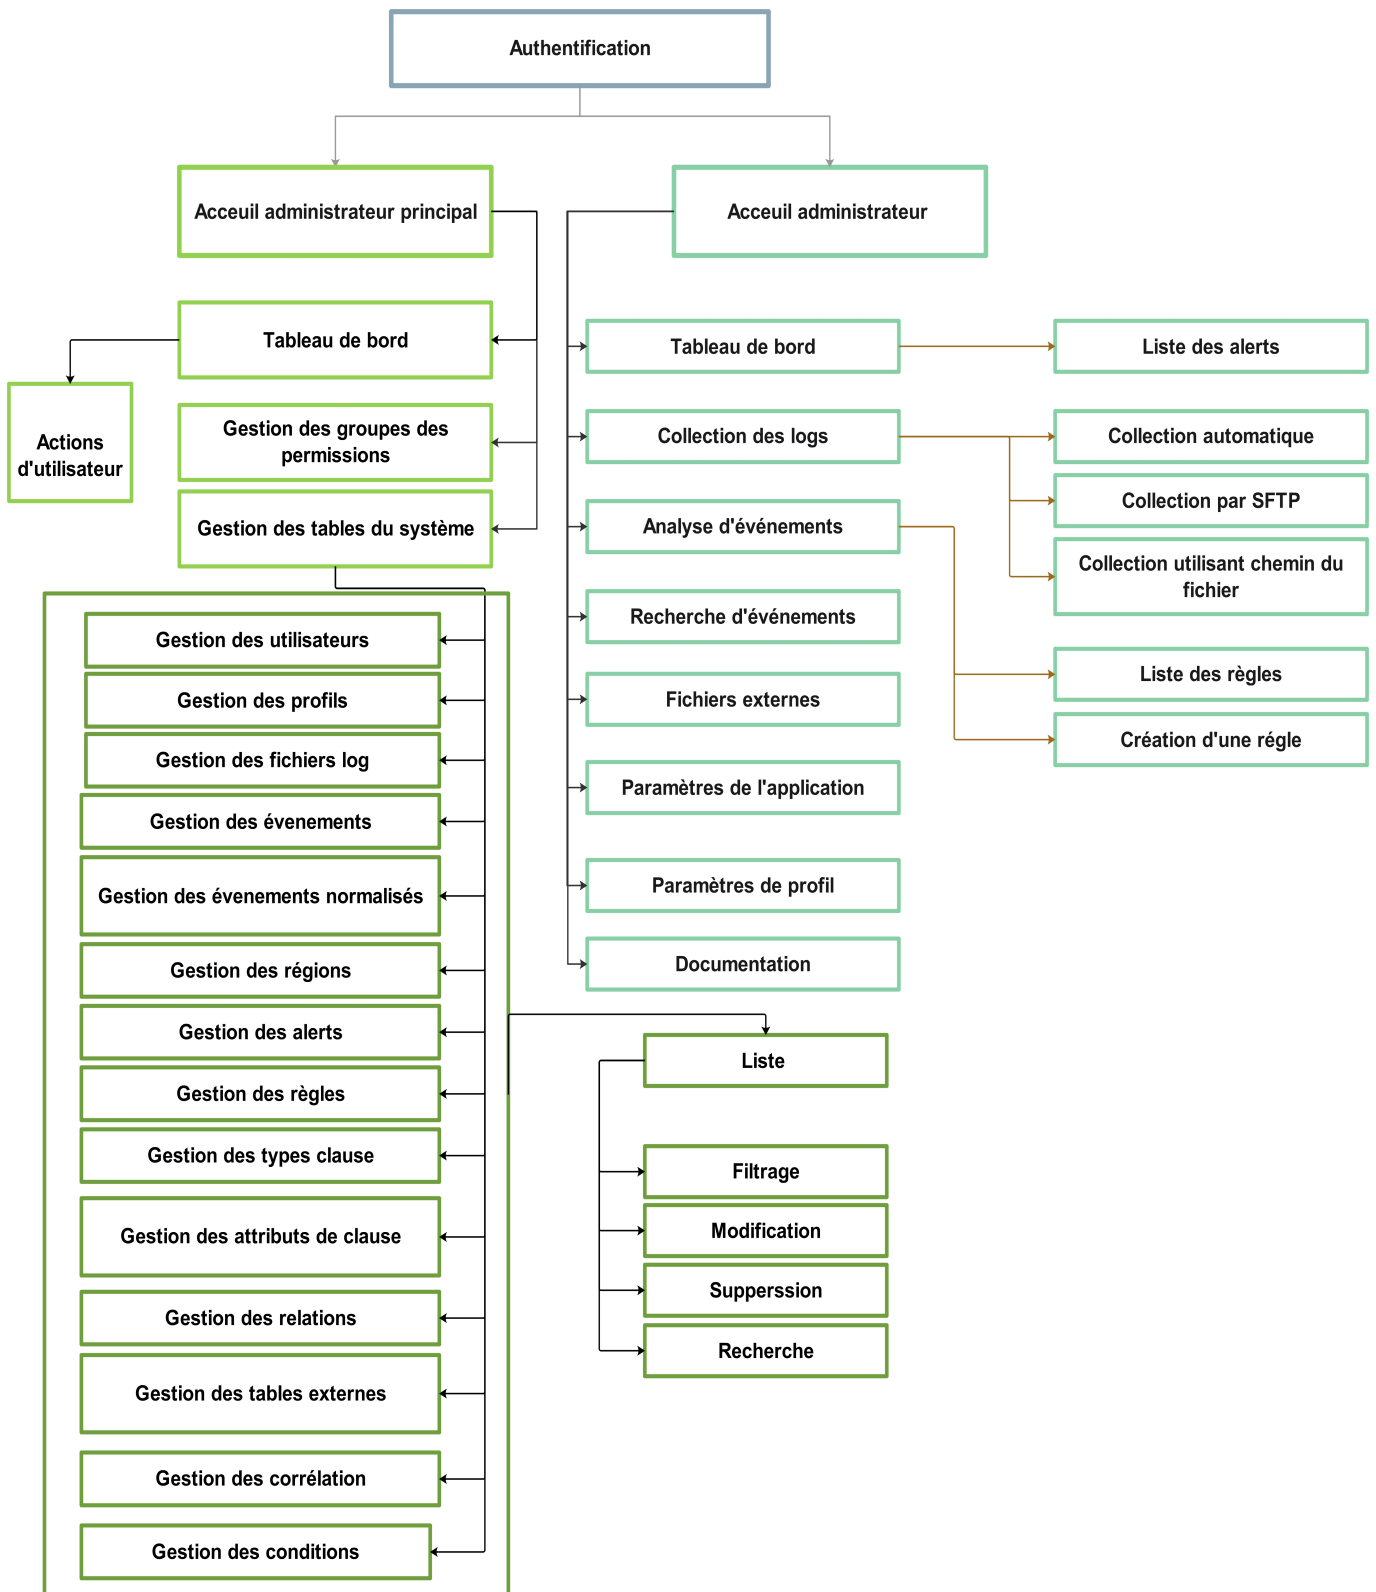 Authentification
Acceuil administrateur principal
Acceuil administrateur
Tableau de bord
Actions
d'utilisateur
Gestion des groupes des
permissions
Gestion des tables du système
Gestion des utilisateurs
Gestion des profils
Gestion des fichiers log
Gestion des évenements
Gestion des évenements normalisés
Gestion des régions
Gestion des alerts
Gestion des règles
Gestion des types clause
Gestion des attributs de clause
Gestion des relations
Gestion des tables externes
Gestion des corrélation
Gestion des conditions
Tableau de bord
Collection des logs
Analyse d'événements
Recherche d'événements
Fichiers externes
Paramètres de l'application
Paramètres de profil
Documentation
Liste des alerts
Collection automatique
Collection par SFTP
Collection utilisant chemin du
fichier
Liste des règles
Création d'une régle
Liste
Filtrage
Modification
Supperssion
Recherche